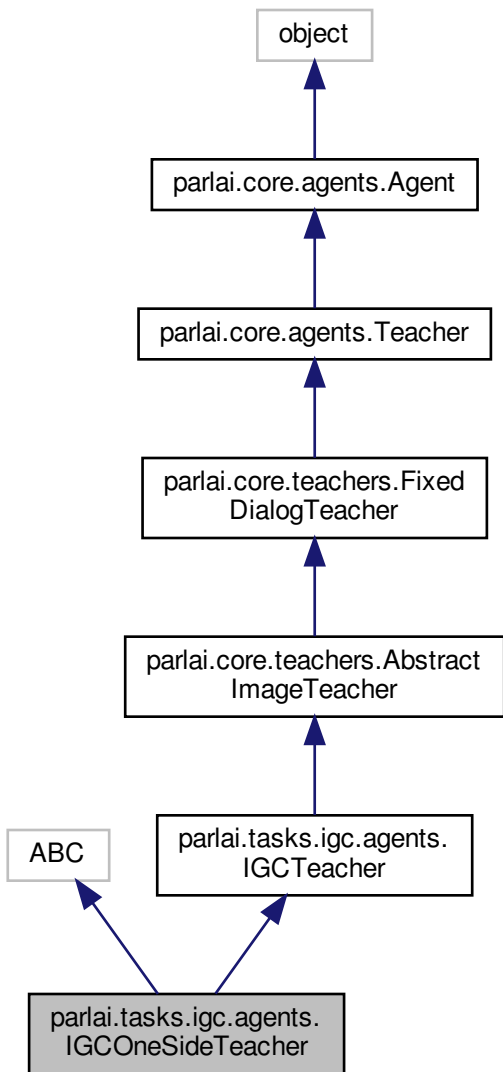 object
parlai.core.agents.Agent
parlai.core.agents.Teacher
parlai.core.teachers.Fixed
DialogTeacher
parlai.core.teachers.Abstract
ImageTeacher
parlai.tasks.igc.agents.
IGCTeacher
ABC
parlai.tasks.igc.agents.
IGCOneSideTeacher